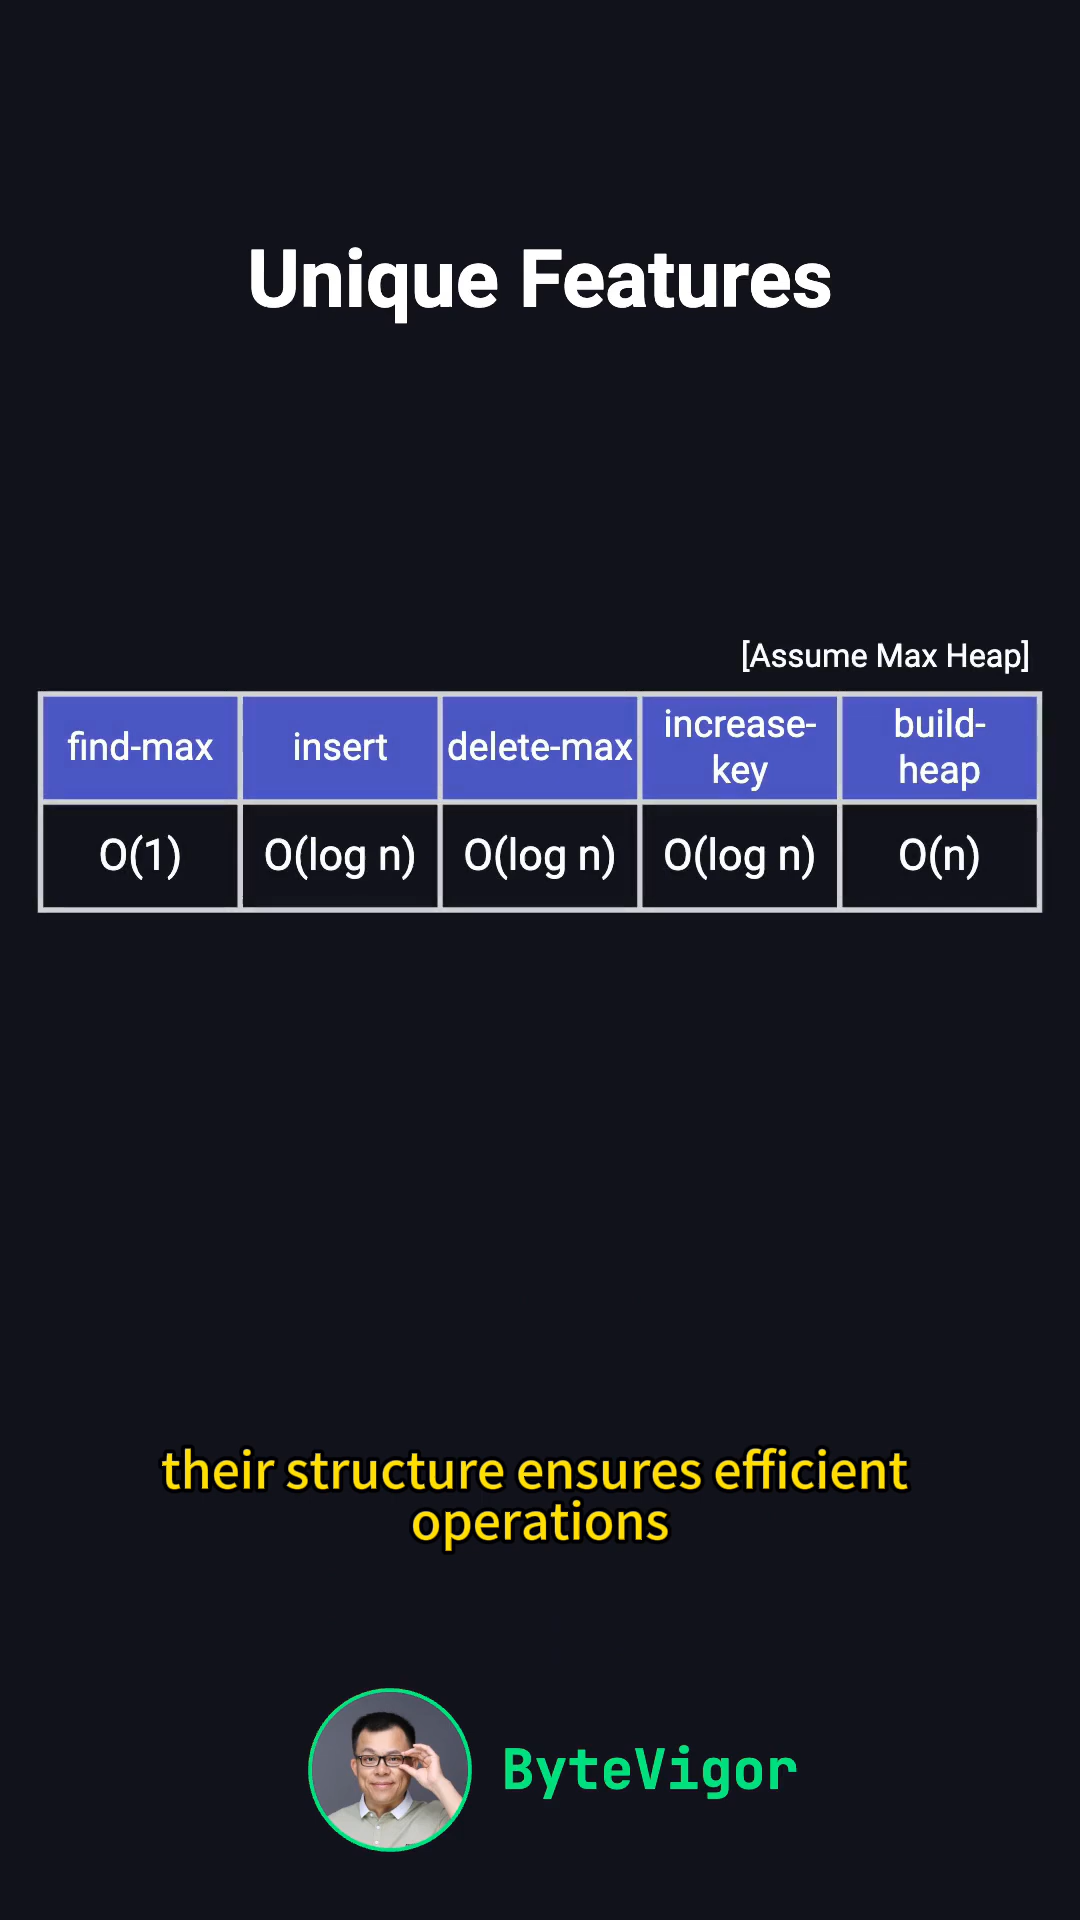 Unique Features
[Assume Max Heap]
find-max insert delete-max increase-key build-heap
O(1) O(log n) O(log n) O(log n) O(n)
their structure ensures efficient
operations
ByteVigor